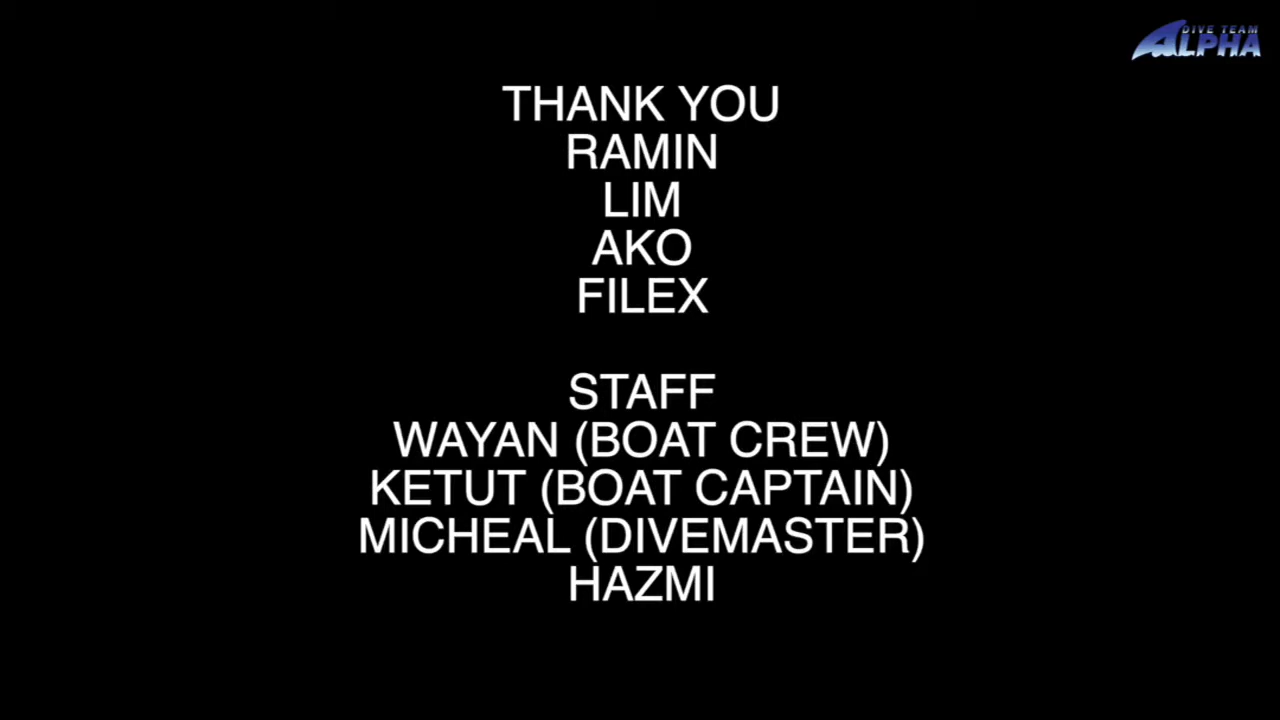 DIVE TEAM
ALPHA
THANK YOU
RAMIN
LIM
AKO
FILEX
STAFF
WAYAN (BOAT CREW)
KETUT (BOAT CAPTAIN)
MICHEAL (DIVEMASTER)
HAZMI